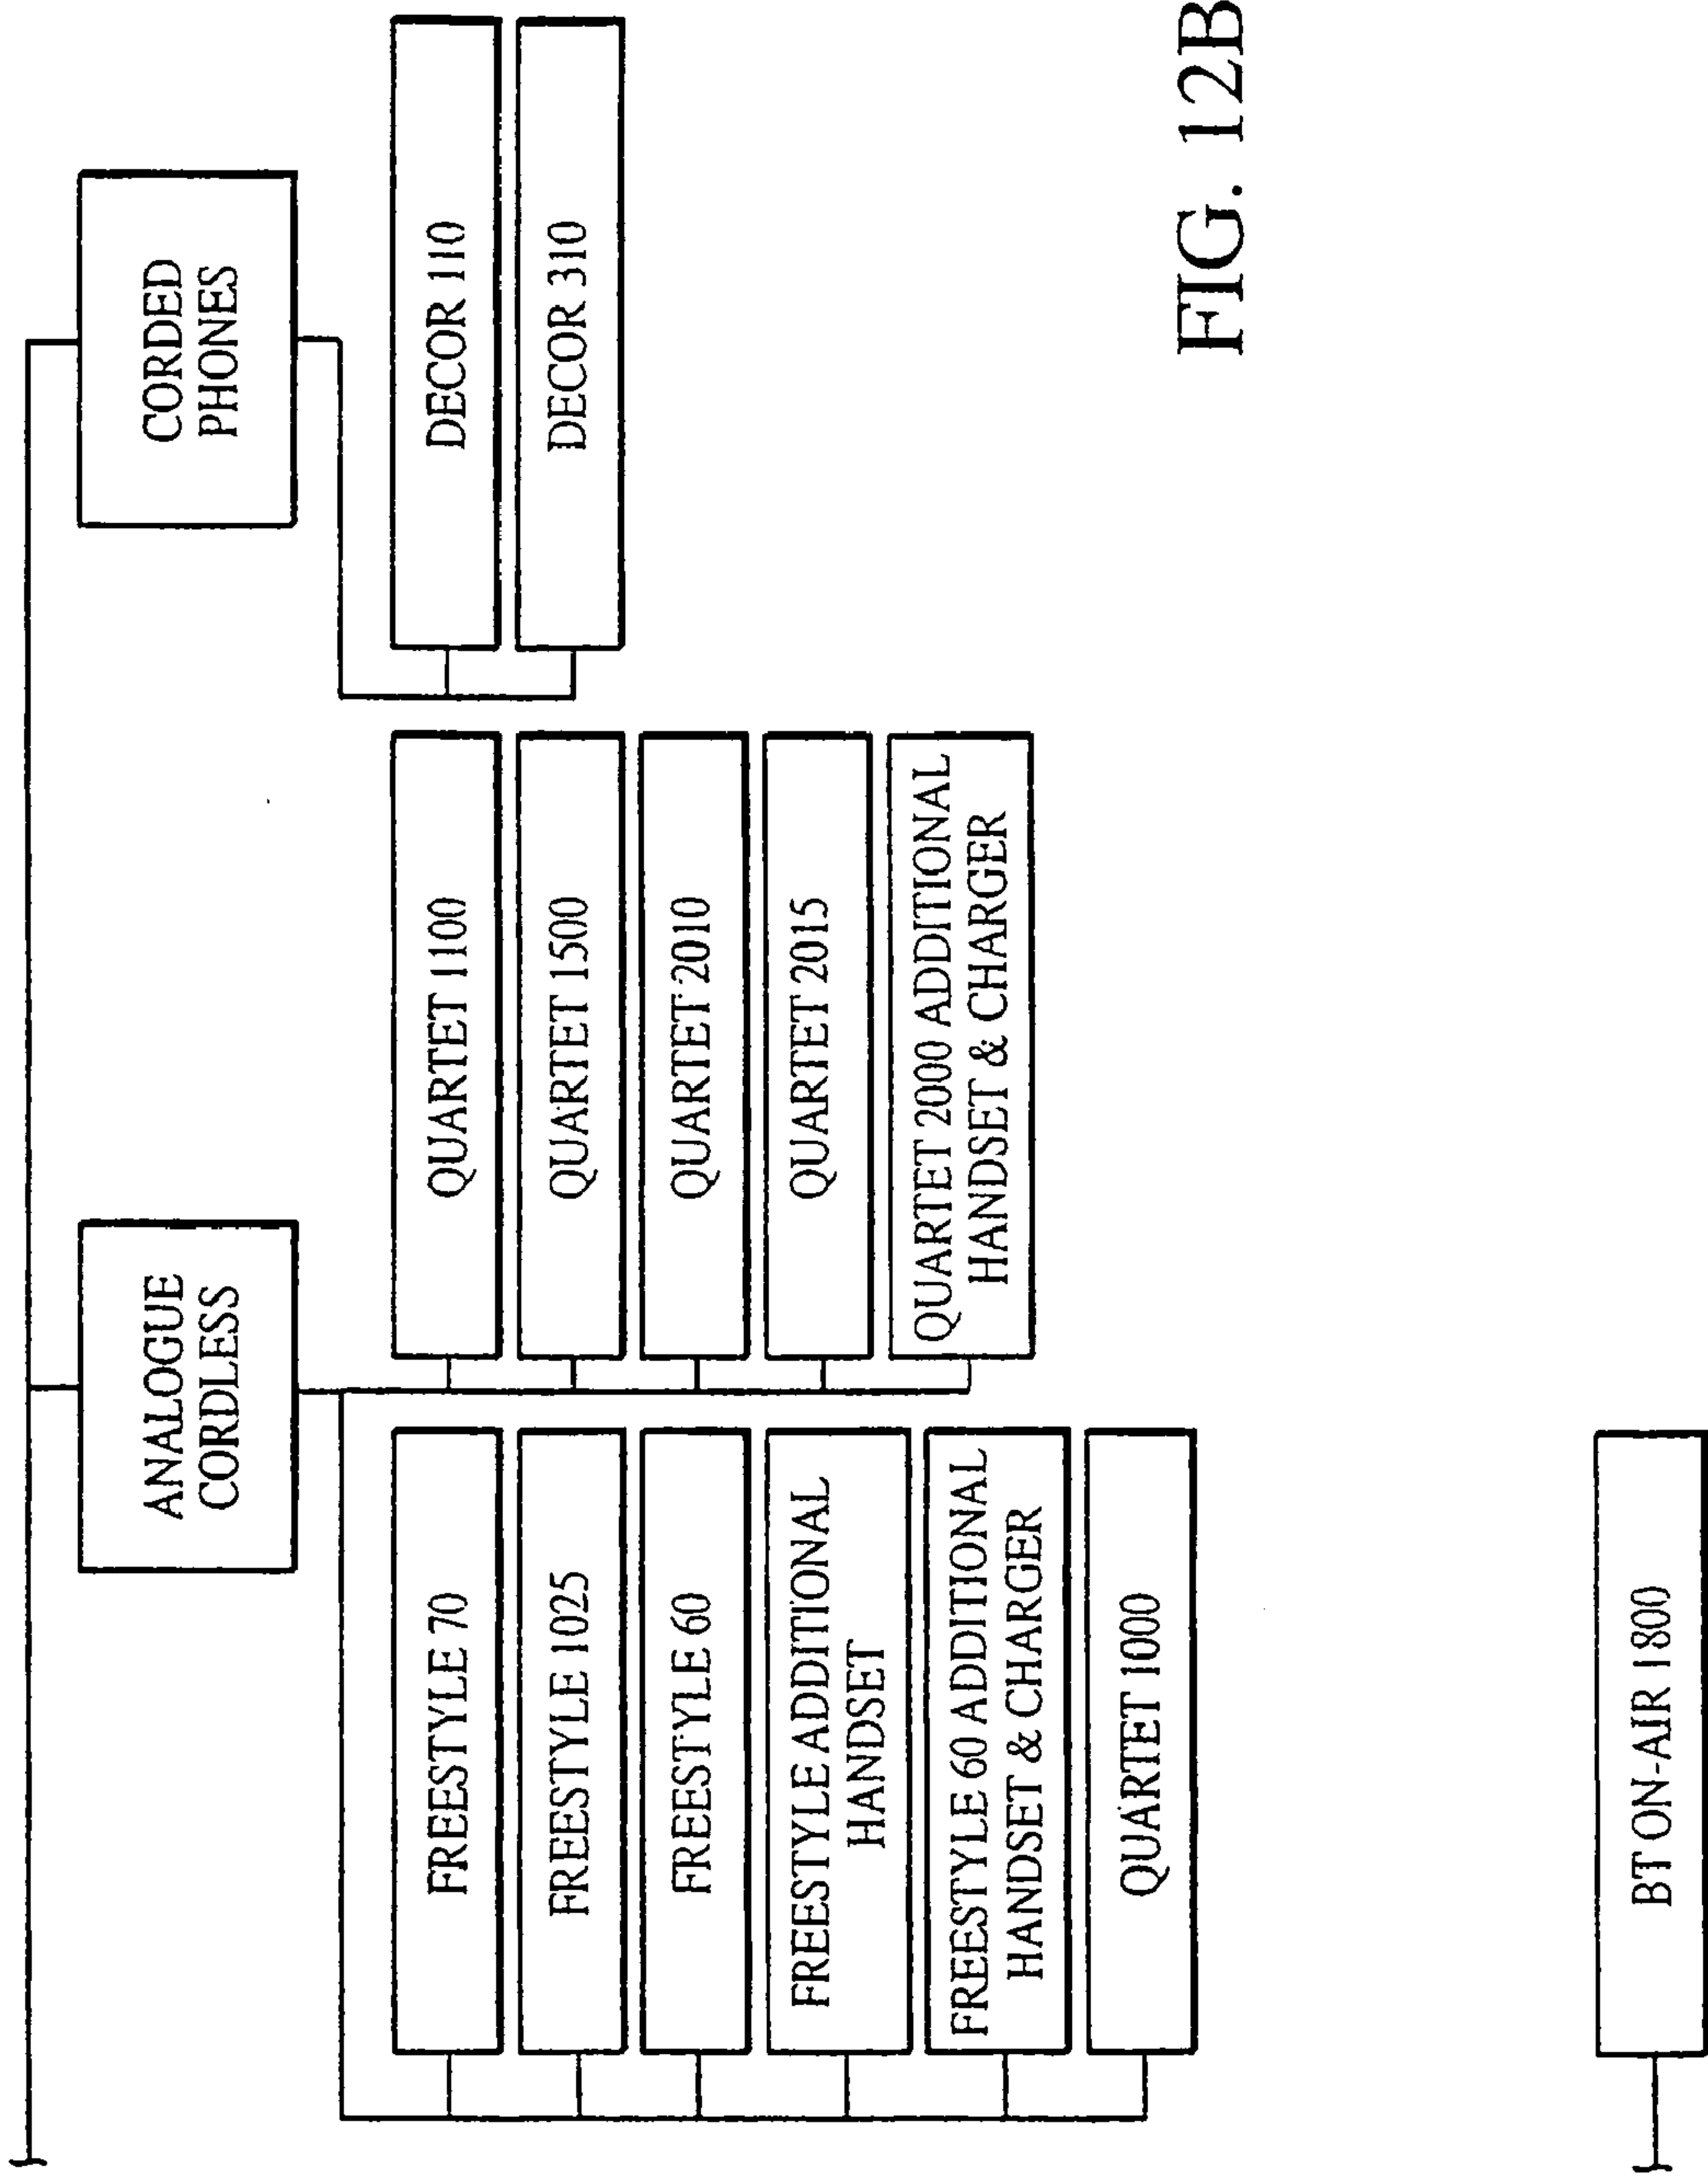 ANALOGUE
CORDLESS
CORDED
PHONES
FREESTYLE 70
FREESTYLE 1025
FREESTYLE 60
FREESTYLE ADDITIONAL
HANDSET
FREESTYLE 60 ADDITIONAL
HANDSET & CHARGER
QUARTET 1000
QUARTET 1100
QUARTET 1500
QUARTET 2010
QUARTET 2015
QUARTET 2000 ADDITIONAL
HANDSET & CHARGER
DECOR 110
DECOR 310
BT ON-AIR 1800
FIG. 12B